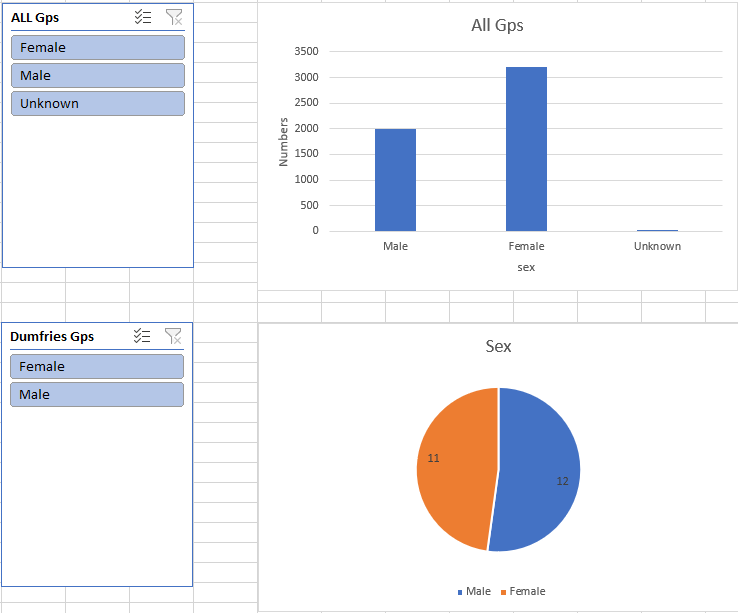 ALL Gps
Female
Male
Unknown
All Gps
3500
3000
2500
2000
1500
1000
500
0
Numbers
Male Female Unknown
sex
Dumfries Gps
Female
Male
Sex
11
12
Male Female